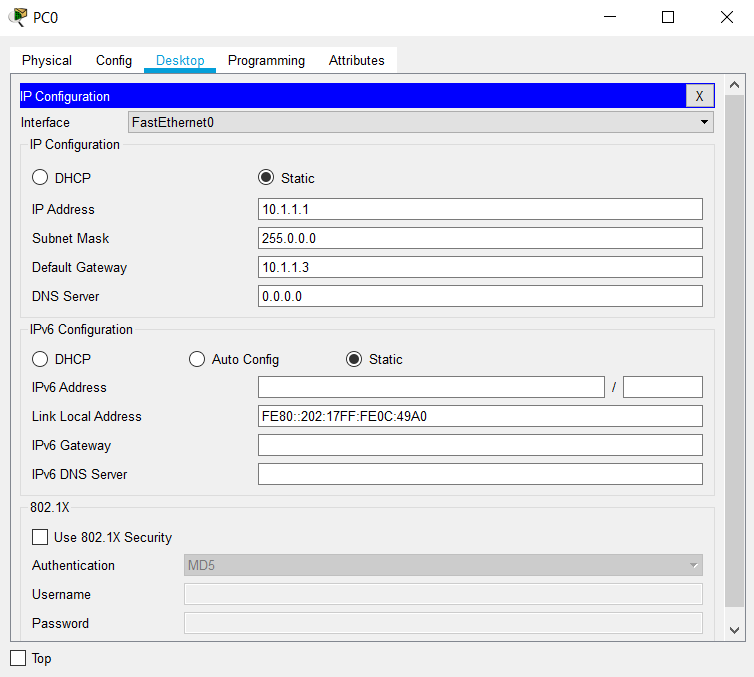 PC0
Physical Config Desktop Programming Attributes
IP Configuration X
Interface FastEthernet0
IP Configuration
DHCP Static
IP Address 10.1.1.1
Subnet Mask 255.0.0.0
Default Gateway 10.1.1.3
DNS Server 0.0.0.0
IPv6 Configuration
DHCP Auto Config Static
IPv6 Address /
Link Local Address FE80::202:17FF:FE0C:49A0
IPv6 Gateway
IPv6 DNS Server
802.1X
Use 802.1X Security
Authentication MD5
Username
Password
Top